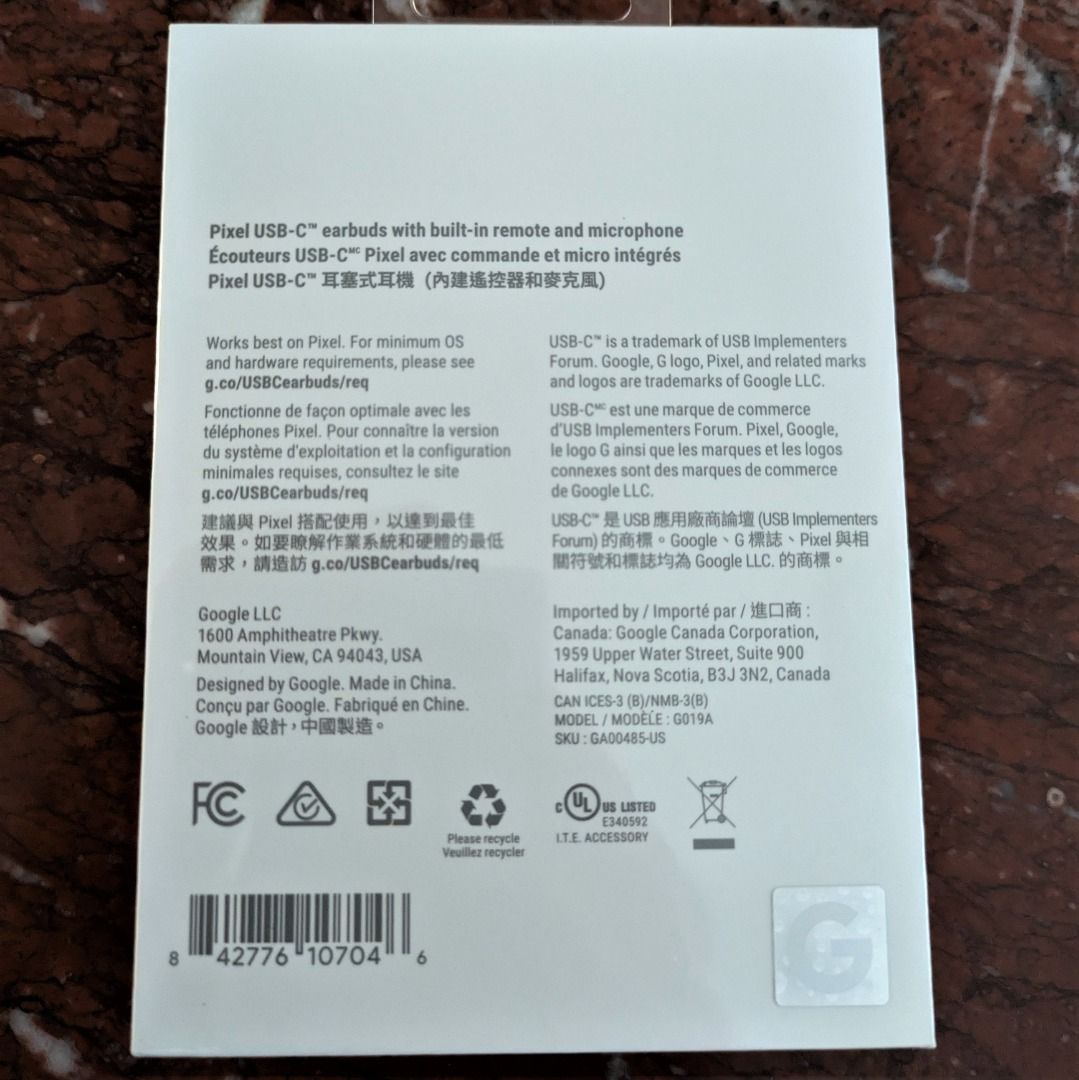 Pixel USB-C™ earbuds with built-in remote and microphone
Écouteurs USB-Cᴹᶜ Pixel avec commande et micro intégrés
Pixel USB-C™ 耳塞式耳機 (內建遙控器和麥克風)
Works best on Pixel. For minimum OS
and hardware requirements, please see
g.co/USBCearbuds/req
Fonctionne de façon optimale avec les
téléphones Pixel. Pour connaître la version
du système d'exploitation et la configuration
minimales requises, consultez le site
g.co/USBCearbuds/req
建議與 Pixel 搭配使用，以達到最佳
效果。如要瞭解作業系統和硬體的最低
需求，請造訪 g.co/USBCearbuds/req
Google LLC
1600 Amphitheatre Pkwy.
Mountain View, CA 94043, USA
Designed by Google. Made in China.
Conçu par Google. Fabriqué en Chine.
Google 設計，中國製造。
USB-C™ is a trademark of USB Implementers
Forum. Google, G logo, Pixel, and related marks
and logos are trademarks of Google LLC.
USB-Cᴹᶜ est une marque de commerce
d'USB Implementers Forum. Pixel, Google,
le logo G ainsi que les marques et les logos
connexes sont des marques de commerce
de Google LLC.
USB-C™ 是 USB 應用廠商論壇 (USB Implementers
Forum) 的商標。Google、G 標誌、Pixel 與相
關符號和標誌均為 Google LLC. 的商標。
Imported by / Importé par / 進口商 :
Canada: Google Canada Corporation,
1959 Upper Water Street, Suite 900
Halifax, Nova Scotia, B3J 3N2, Canada
CAN ICES-3 (B)/NMB-3(B)
MODEL / MODÈLE : G019A
SKU : GA00485-US
FC
Please recycle
Veuillez recycler
c UL US LISTED
E340592
I.T.E. ACCESSORY
8 42776 10704 6
G